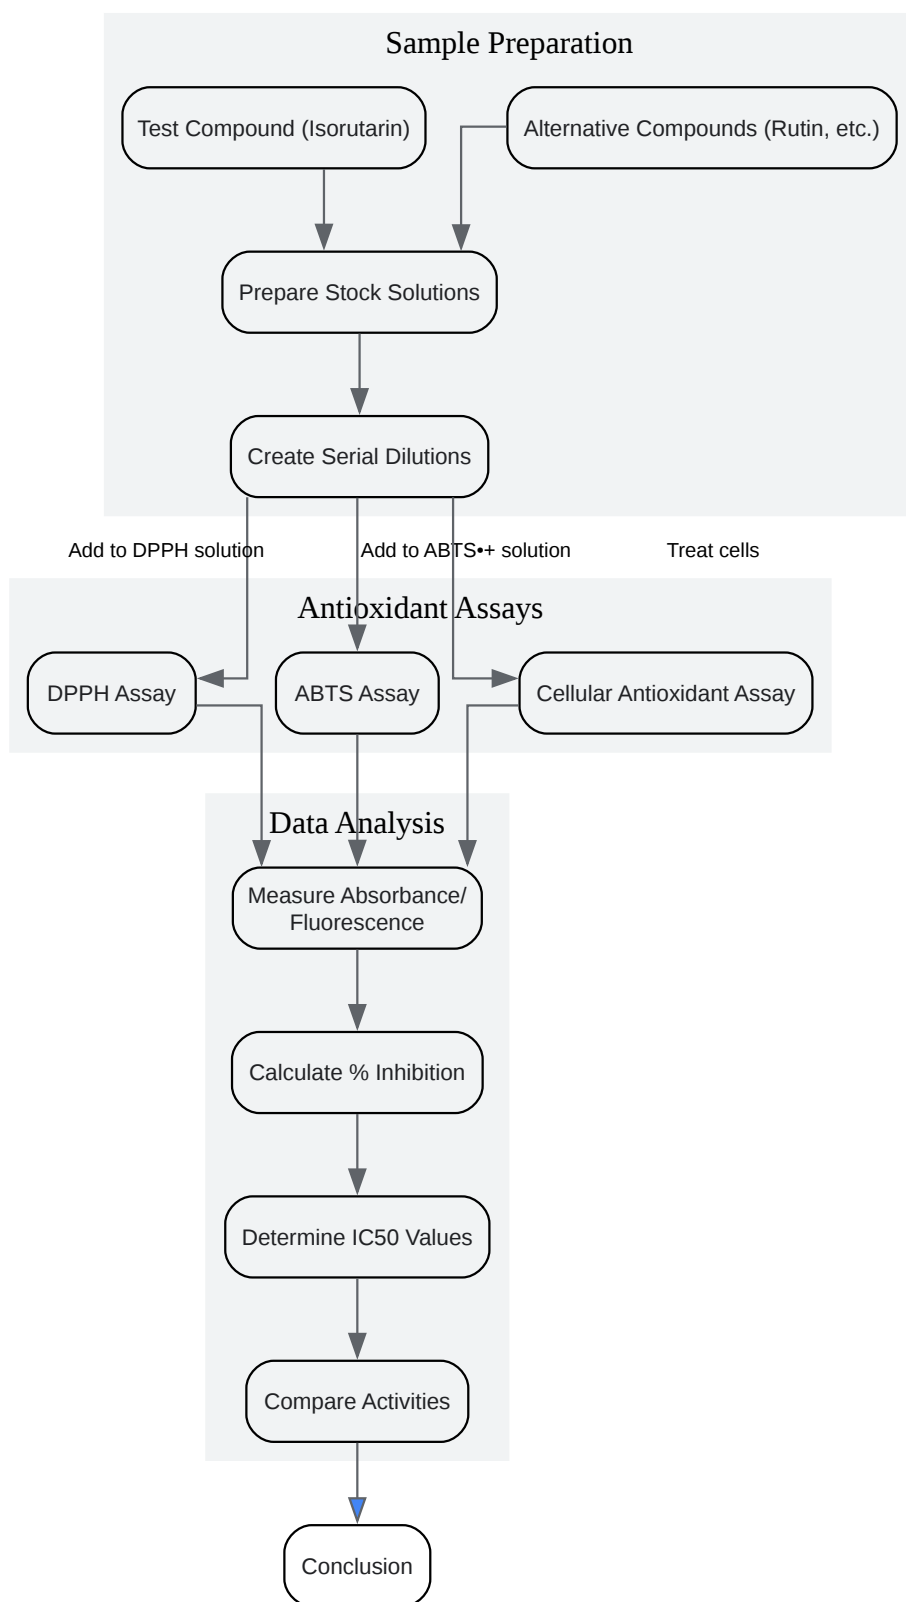 Sample Preparation
Test Compound (Isorutarin)
Alternative Compounds (Rutin, etc.)
Prepare Stock Solutions
Create Serial Dilutions
Add to DPPH solution
Add to ABTS•+ solution
Treat cells
Antioxidant Assays
DPPH Assay
ABTS Assay
Cellular Antioxidant Assay
Data Analysis
Measure Absorbance/
Fluorescence
Calculate % Inhibition
Determine IC50 Values
Compare Activities
Conclusion